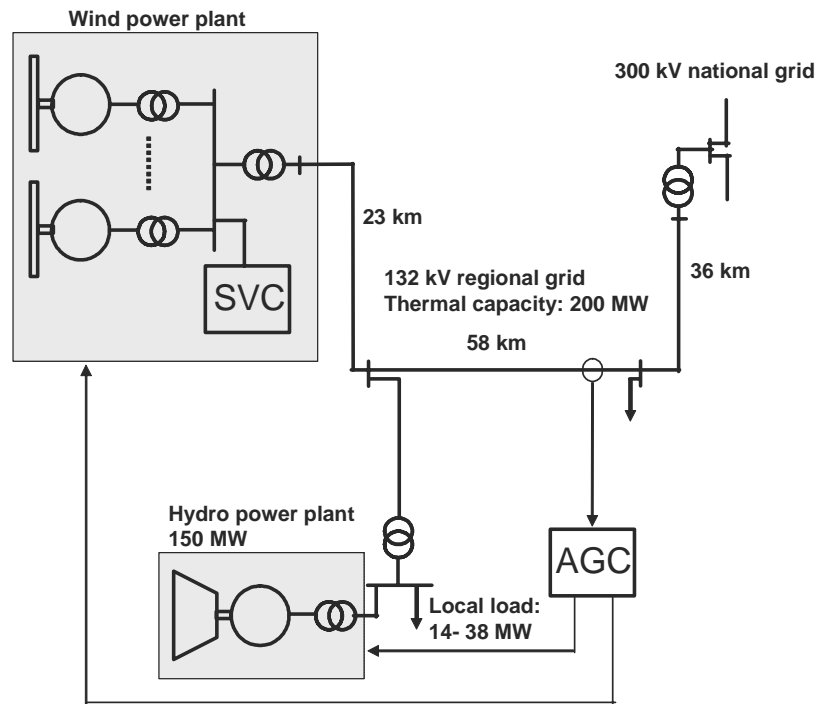 Wind power plant
300 kV national grid
23 km
SVC
36 km
132 kV regional grid
Thermal capacity: 200 MW
58 km
Hydro power plant
150 MW
AGC
Local load:
14- 38 MW